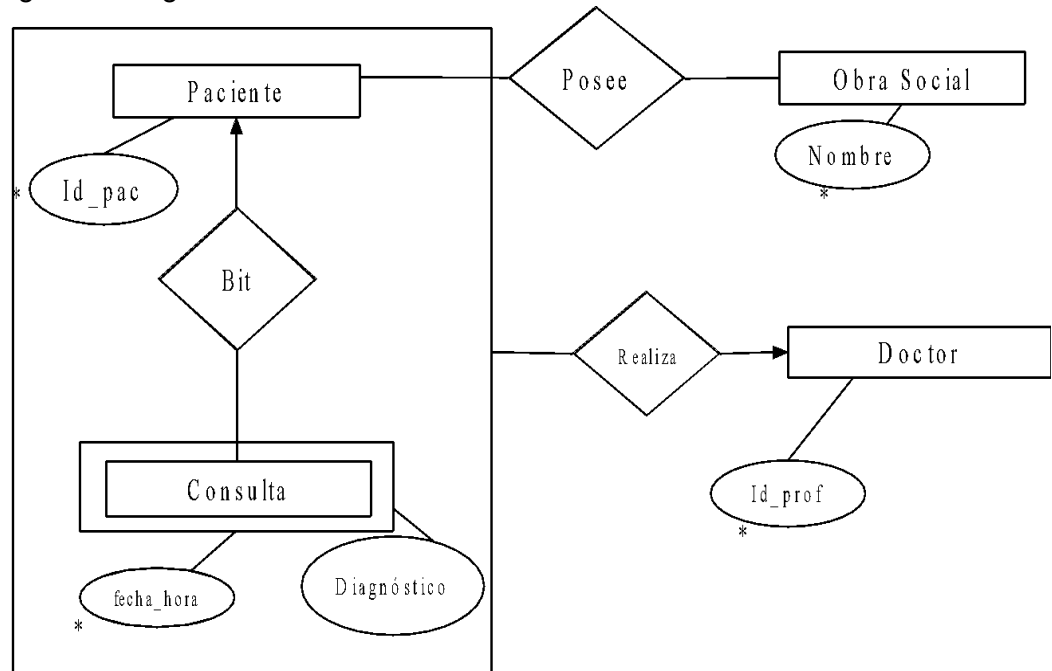 Paciente
Posee
Obra Social
* Id_pac
Nombre
*
Bit
Realiza
Doctor
Consulta
Id_prof
*
fecha_hora
*
Diagnóstico